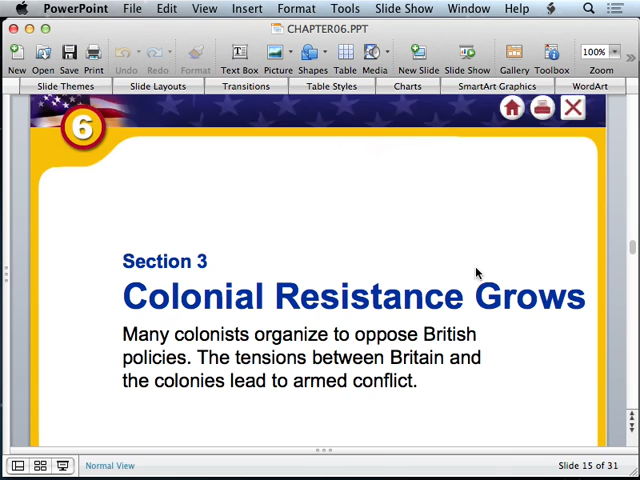 PowerPoint File Edit View Insert Format Tools Slide Show Window Help
CHAPTER06.PPT
100%
New Open Save Print Undo Redo Format Text Box Picture Shapes Table Media New Slide Slide Show Gallery Toolbox Zoom
Slide Themes Slide Layouts Transitions Table Styles Charts SmartArt Graphics WordArt
6
Section 3
Colonial Resistance Grows
Many colonists organize to oppose British
policies. The tensions between Britain and
the colonies lead to armed conflict.
Normal View Slide 15 of 31